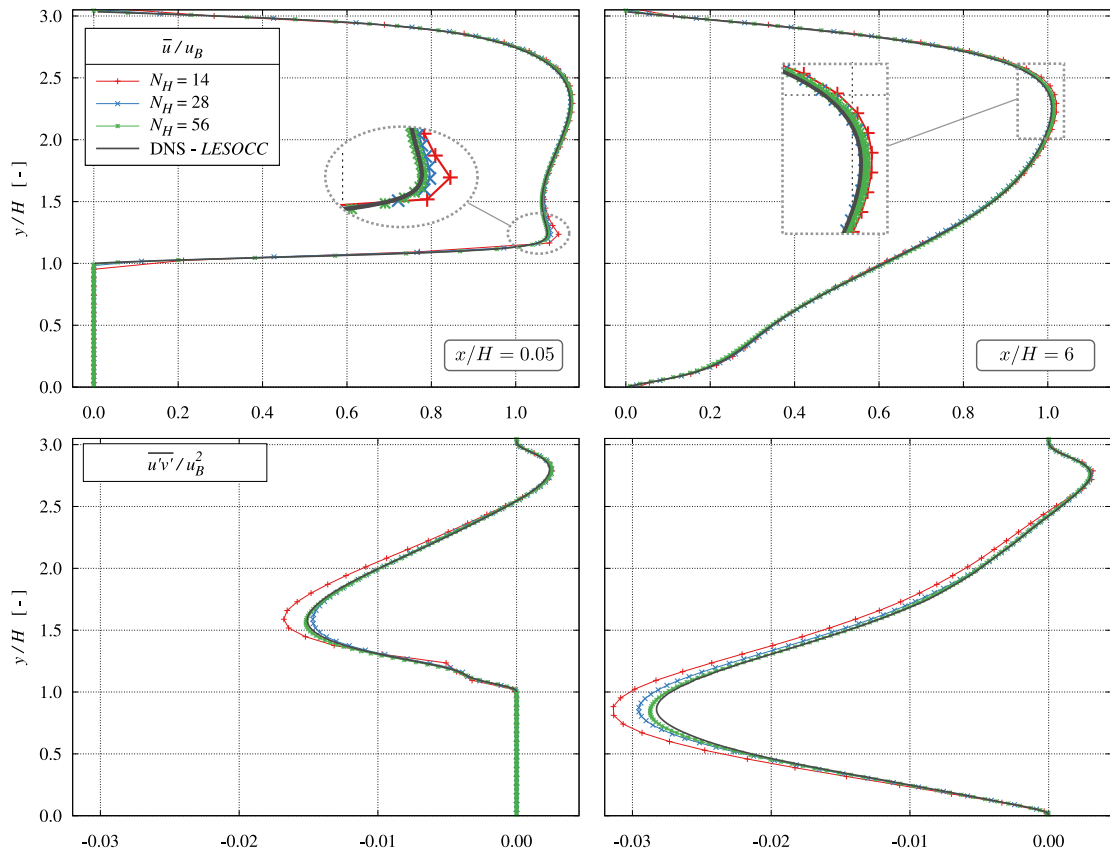 3.0
2.5
2.0
1.5
1.0
0.5
0.0
y/H [-]
u̅/u_B
N_H = 14
N_H = 28
N_H = 56
DNS - LESOCC
x/H = 0.05
0.0 0.2 0.4 0.6 0.8 1.0
x/H = 6
0.0 0.2 0.4 0.6 0.8 1.0
3.0
2.5
2.0
1.5
1.0
0.5
0.0
y/H [-]
u'v'̅/u_B^2
-0.03 -0.02 -0.01 0.00
-0.03 -0.02 -0.01 0.00